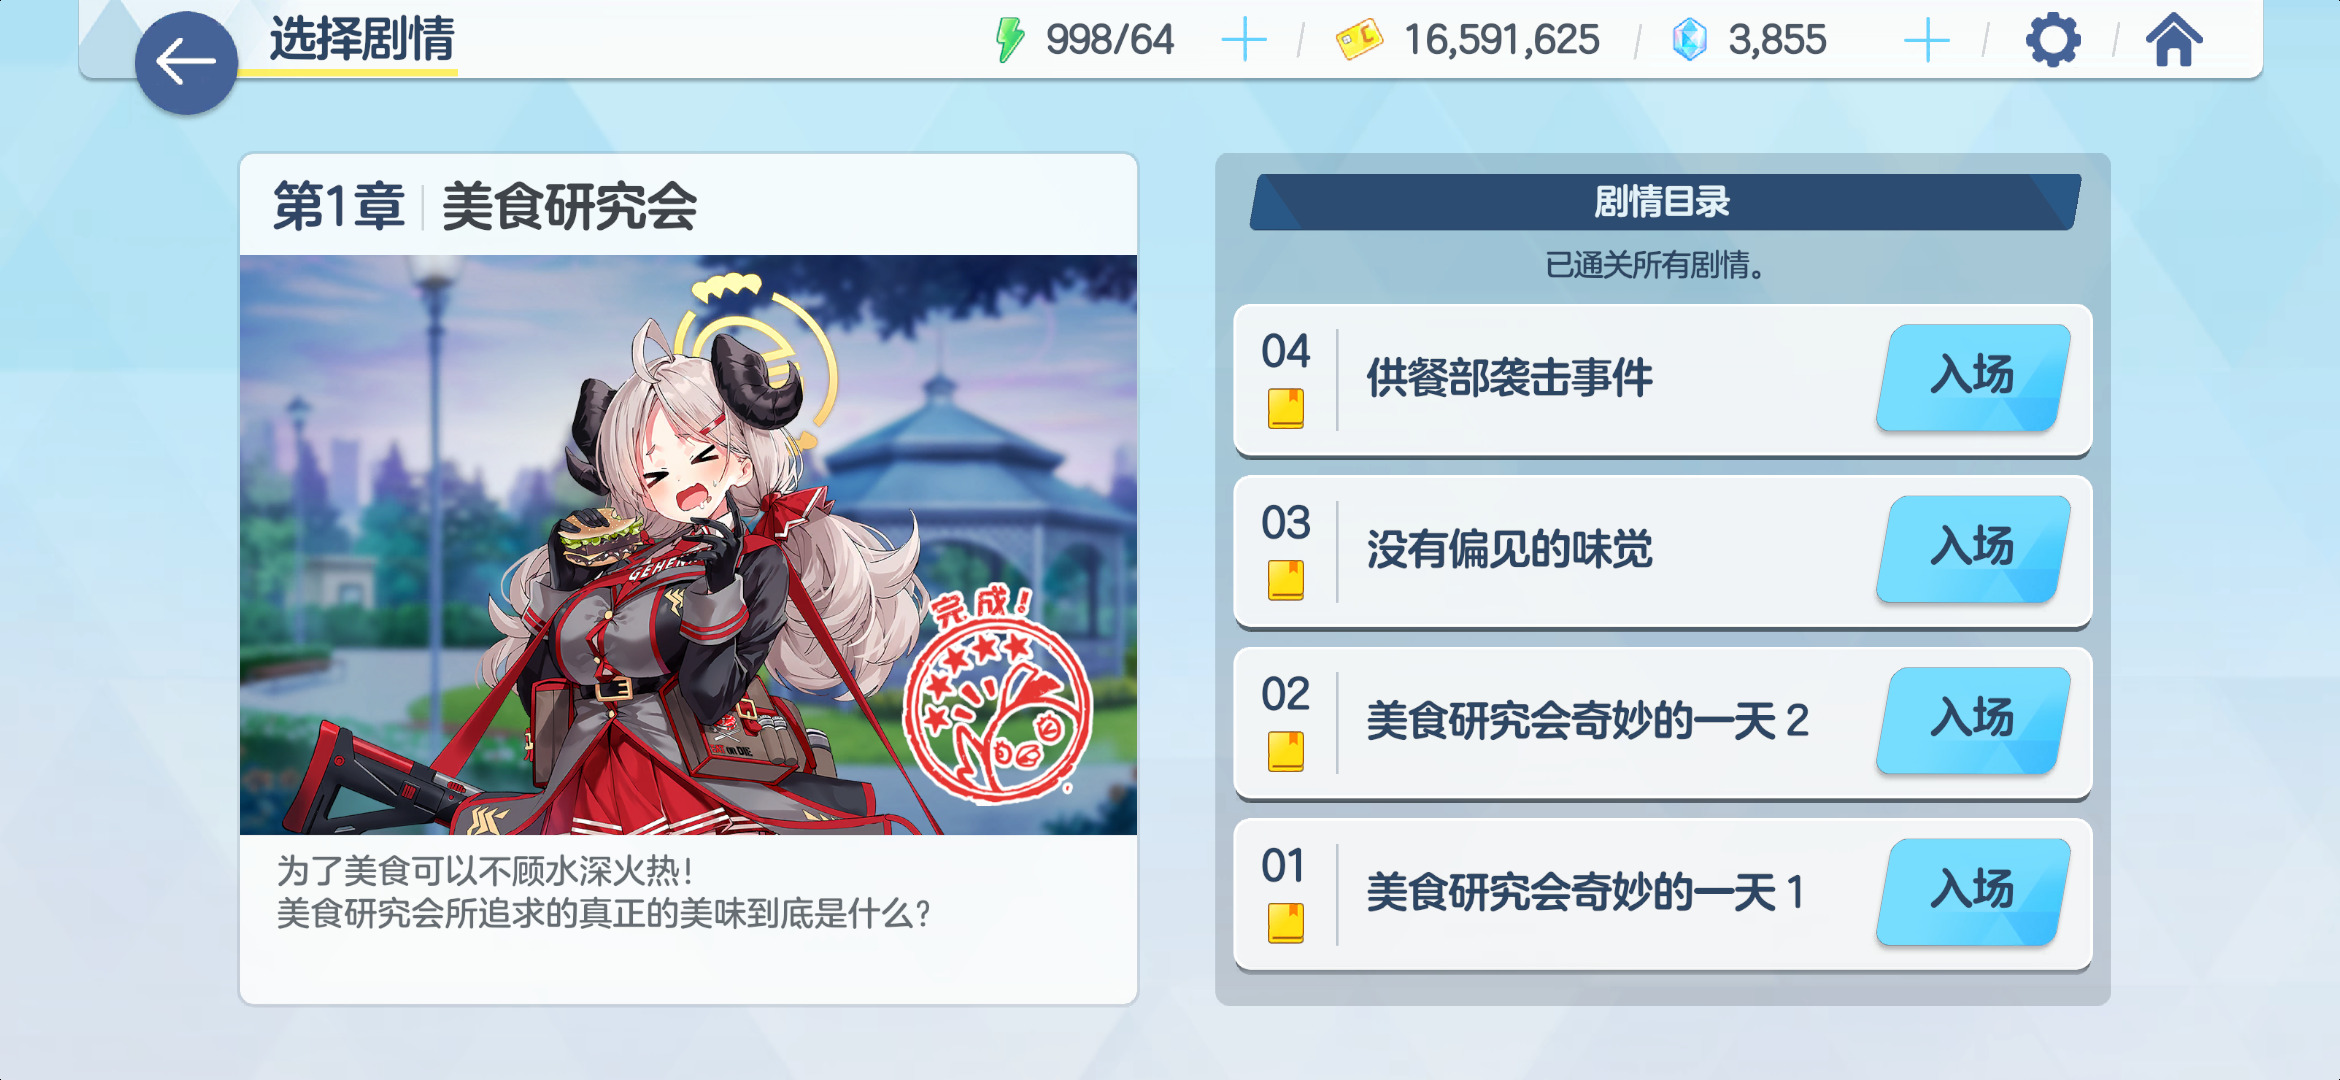 选择剧情
998/64
16,591,625
3,855
第1章 美食研究会
GEHEN
完成!
OR DIE
为了美食可以不顾水深火热!
美食研究会所追求的真正的美味到底是什么?
剧情目录
已通关所有剧情。
04
供餐部袭击事件
入场
03
没有偏见的味觉
入场
02
美食研究会奇妙的一天 2
入场
01
美食研究会奇妙的一天 1
入场